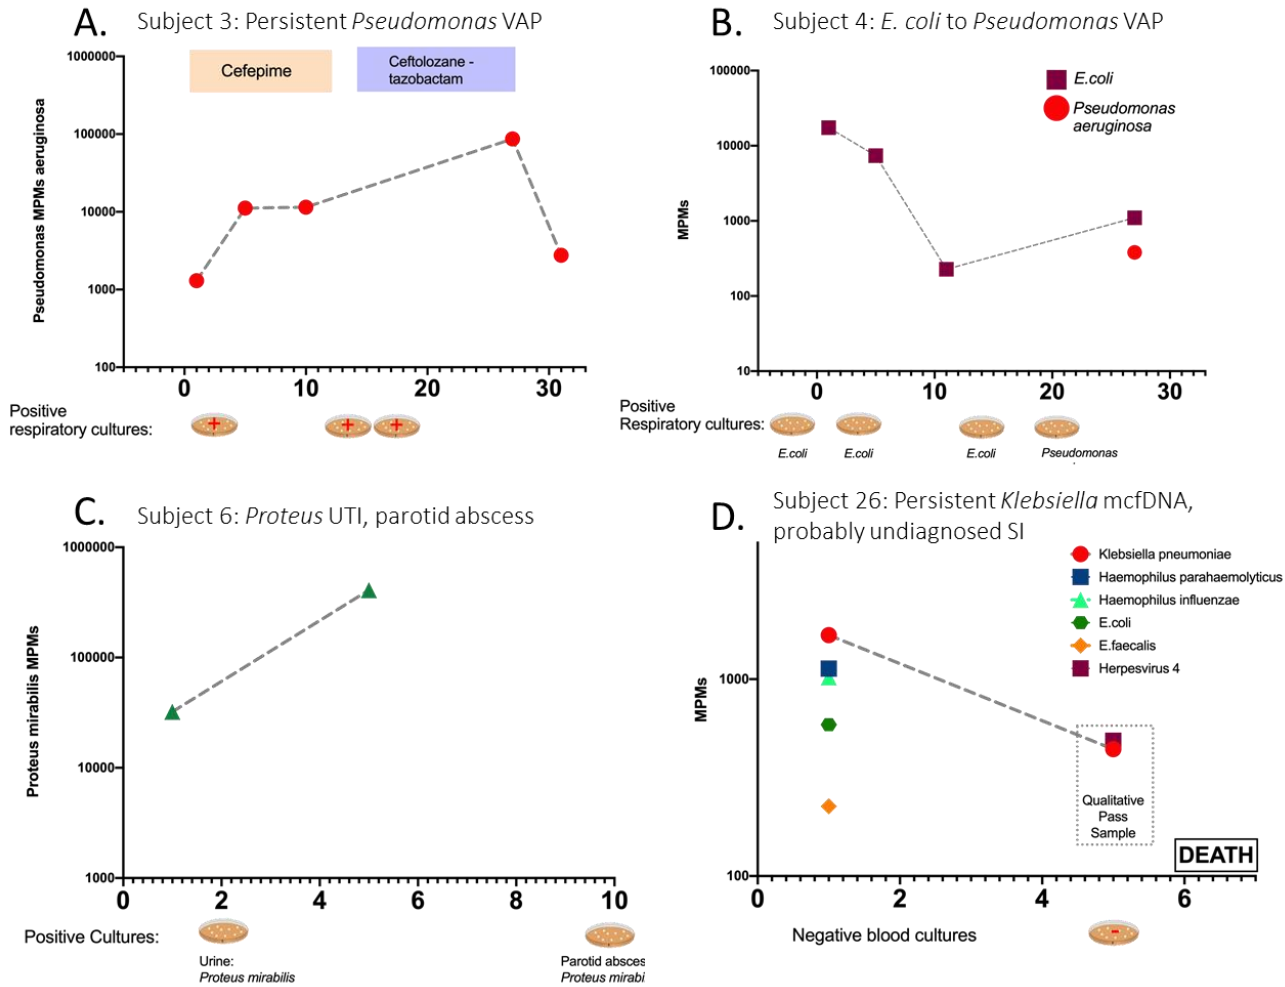 A.
Subject 3: Persistent Pseudomonas VAP
Cefepime
Ceftolozane -
tazobactam
Pseudomonas MPMs aeruginosa
1000000
100000
10000
1000
100
0
10
20
30
Positive
respiratory cultures:
+
+
+
B.
Subject 4: E. coli to Pseudomonas VAP
E.coli
Pseudomonas
aeruginosa
MPMs
100000
10000
1000
100
10
0
10
20
30
Positive
Respiratory cultures:
E.coli
E.coli
E.coli
Pseudomonas
C.
Subject 6: Proteus UTI, parotid abscess
Proteus mirabilis MPMs
1000000
100000
10000
1000
0
2
4
6
8
10
Positive Cultures:
Urine:
Proteus mirabilis
Parotid absces
Proteus mirabi
D.
Subject 26: Persistent Klebsiella mcfDNA,
probably undiagnosed SI
Klebsiella pneumoniae
Haemophilus parahaemolyticus
Haemophilus influenzae
E.coli
E.faecalis
Herpesvirus 4
MPMs
1000
100
Qualitative
Pass
Sample
DEATH
0
2
4
6
Negative blood cultures
-